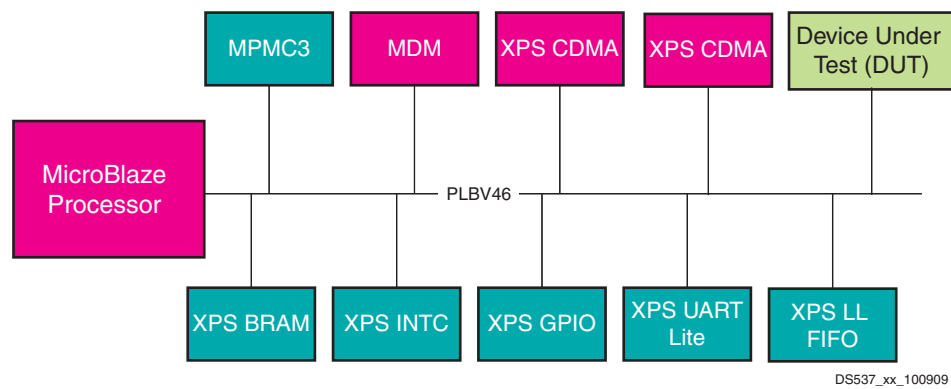 MPMC3
MDM
XPS CDMA
XPS CDMA
Device Under
Test (DUT)
MicroBlaze
Processor
PLBV46
XPS BRAM
XPS INTC
XPS GPIO
XPS UART
Lite
XPS LL
FIFO
DS537_xx_100909